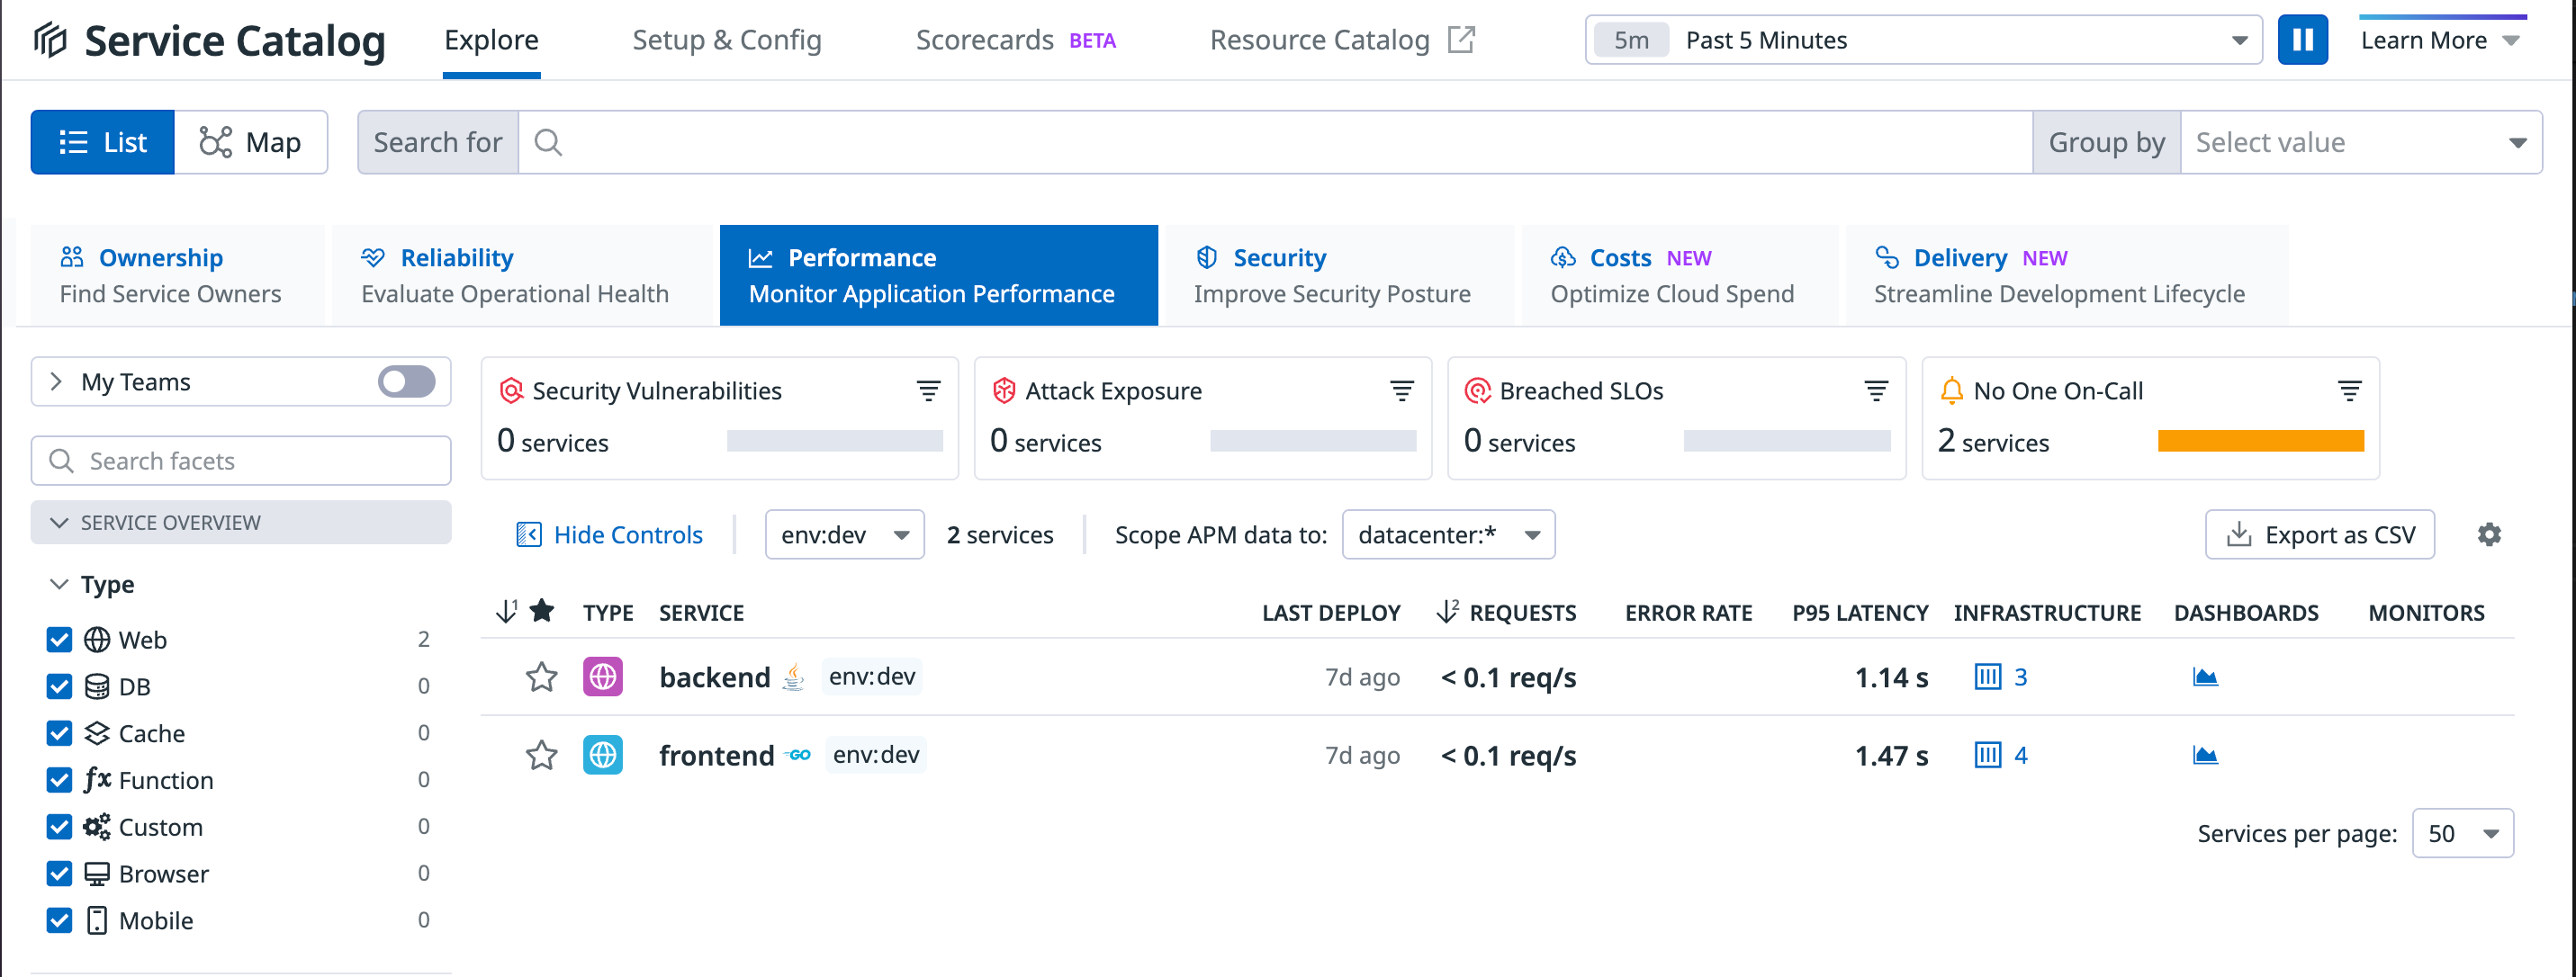 Service Catalog Explore Setup & Config Scorecards BETA Resource Catalog 5m Past 5 Minutes Learn More
List Map Search for Group by Select value
Ownership Reliability Performance Security Costs NEW Delivery NEW
Find Service Owners Evaluate Operational Health Monitor Application Performance Improve Security Posture Optimize Cloud Spend Streamline Development Lifecycle
My Teams
Search facets
SERVICE OVERVIEW
Type
Web 2
DB 0
Cache 0
Function 0
Custom 0
Browser 0
Mobile 0
Security Vulnerabilities Attack Exposure Breached SLOs No One On-Call
0 services 0 services 0 services 2 services
Hide Controls env:dev 2 services Scope APM data to: datacenter:* Export as CSV
1 TYPE SERVICE LAST DEPLOY 2 REQUESTS ERROR RATE P95 LATENCY INFRASTRUCTURE DASHBOARDS MONITORS
backend env:dev 7d ago < 0.1 req/s 1.14 s 3
frontend GO env:dev 7d ago < 0.1 req/s 1.47 s 4
Services per page: 50